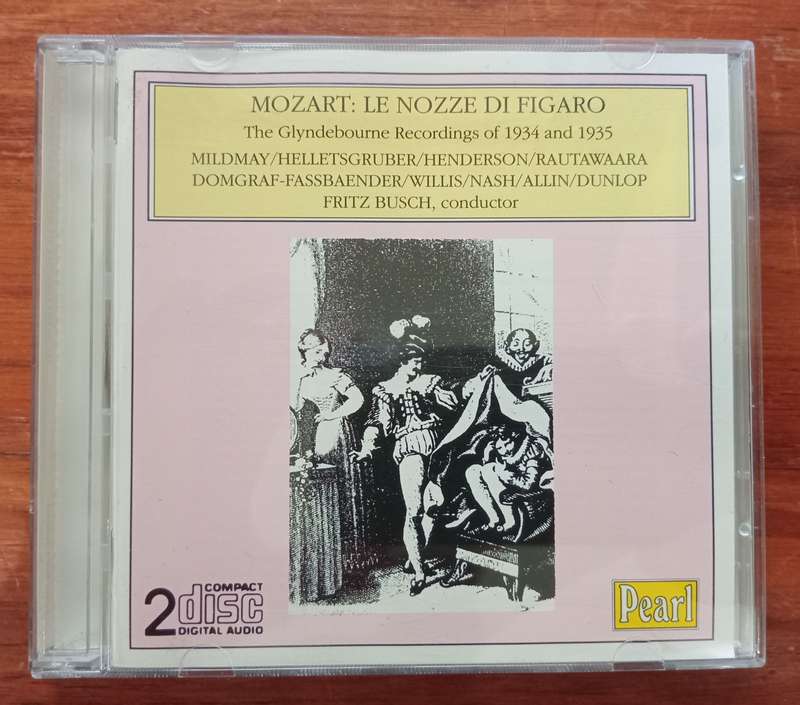 MOZART: LE NOZZE DI FIGARO
The Glyndebourne Recordings of 1934 and 1935
MILDMAY/HELLETSGRUBER/HENDERSON/RAUTAWAARA
DOMGRAF-FASSBAENDER/WILLIS/NASH/ALLIN/DUNLOP
FRITZ BUSCH, conductor
2 COMPACT
disc
DIGITAL AUDIO
Pearl